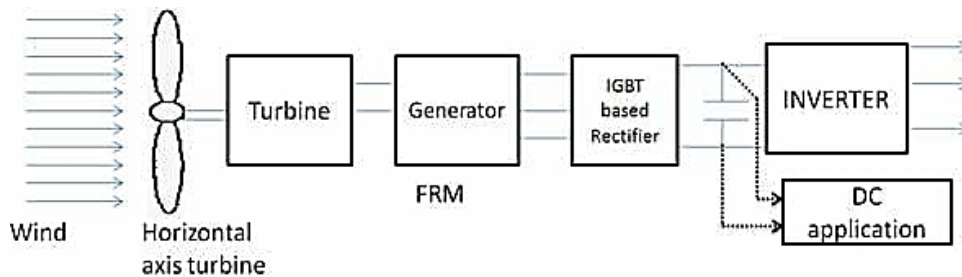 Wind
Horizontal
axis turbine
Turbine
Generator
FRM
IGBT
based
Rectifier
INVERTER
DC
application